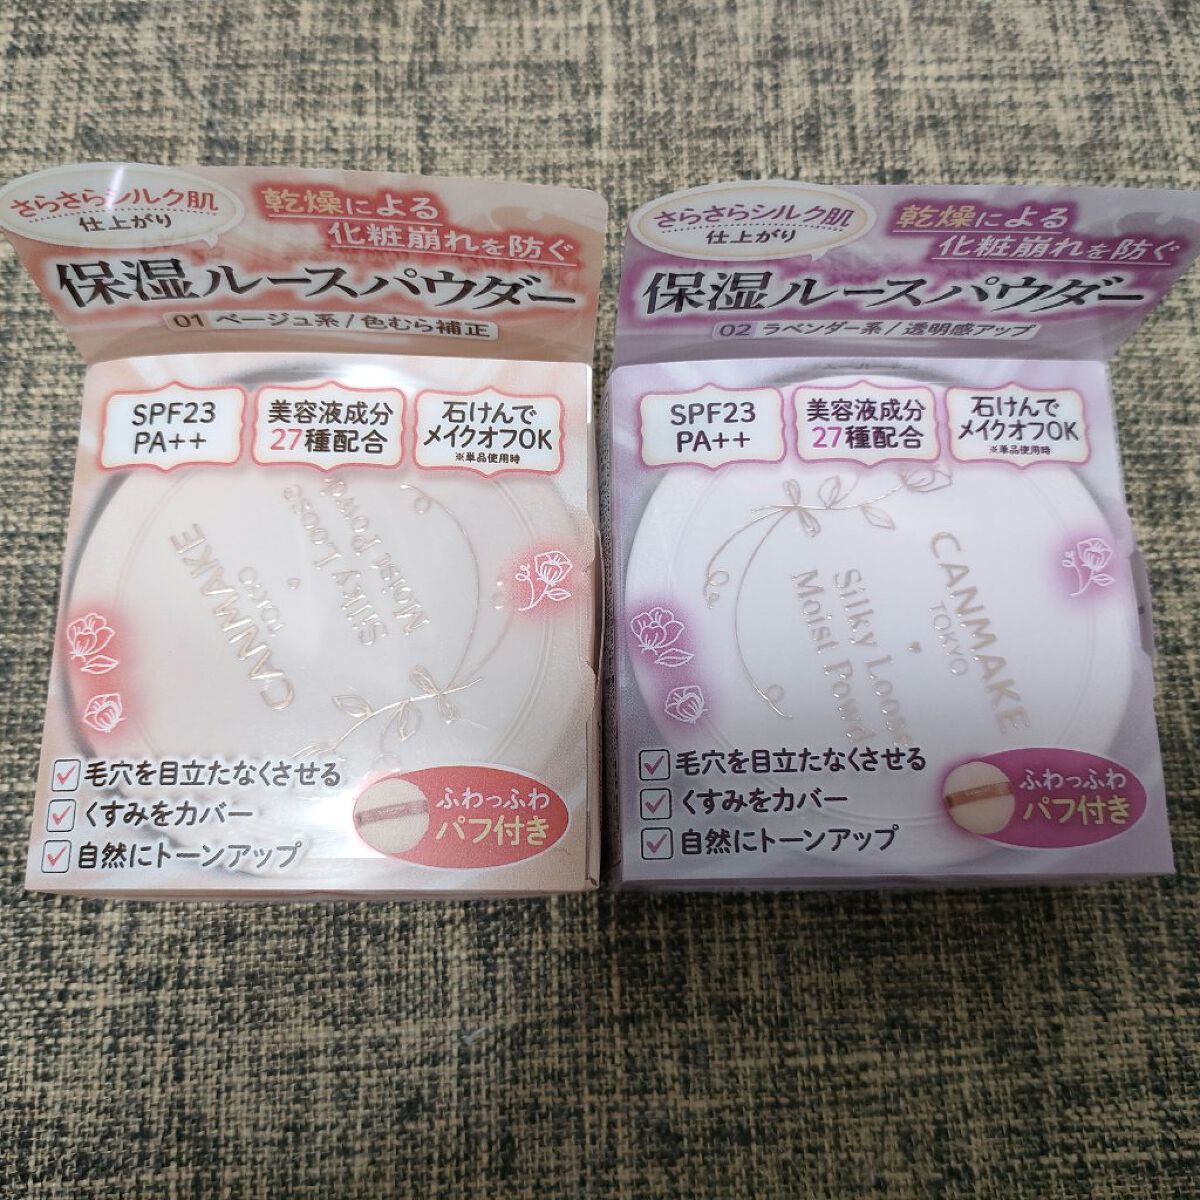 さらさらシルク肌
仕上がり
乾燥による
化粧崩れを防ぐ
保湿ルースパウダー
01 ベージュ系/色むら補正
SPF23
PA++
美容液成分
27種配合
石けんで
メイクオフOK
※単品使用時
CANMAKE
TOKYO
Silky Loose
Moist Powde
毛穴を目立たなくさせる
くすみをカバー
自然にトーンアップ
ふわっふわ
パフ付き
さらさらシルク肌
仕上がり
乾燥による
化粧崩れを防ぐ
保湿ルースパウダー
02 ラベンダー系/透明感アップ
SPF23
PA++
美容液成分
27種配合
石けんで
メイクオフOK
※単品使用時
CANMAKE
TOKYO
Silky Loose
Moist Powd
毛穴を目立たなくさせる
くすみをカバー
自然にトーンアップ
ふわっふわ
パフ付き